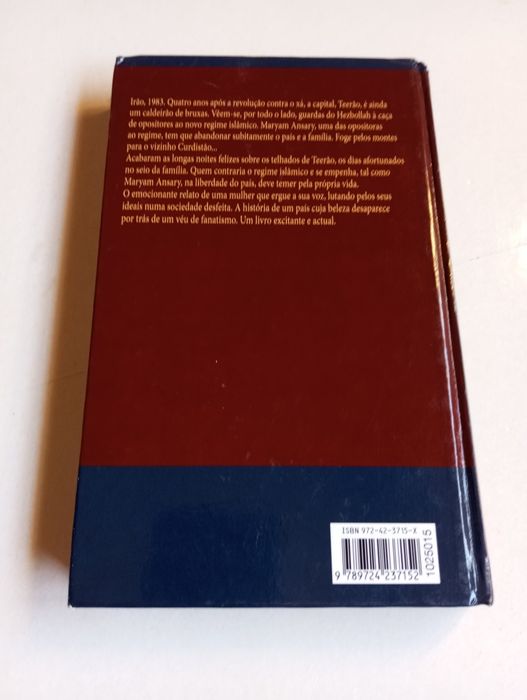 Irão, 1983. Quatro anos após a revolução contra o xá, a capital, Teerão, é ainda
um caldeirão de bruxas. Vêem-se, por todo o lado, guardas do Hezbollah à caça
de opositores ao novo regime islâmico. Maryam Ansary, uma das opositoras
ao regime, tem que abandonar subitamente o país e a família. Foge pelos montes
para o vizinho Curdistão...
Acabaram as longas noites felizes sobre os telhados de Teerão, os dias afortunados
no seio da família. Quem contraria o regime islâmico e se empenha, tal como
Maryam Ansary, na liberdade do país, deve temer pela própria vida.
O emocionante relato de uma mulher que ergue a sua voz, lutando pelos seus
ideais numa sociedade desfeita. A história de um país cuja beleza desaparece
por trás de um véu de fanatismo. Um livro excitante e actual.
ISBN 972-42-3715-X
9 789724 237152
1025015